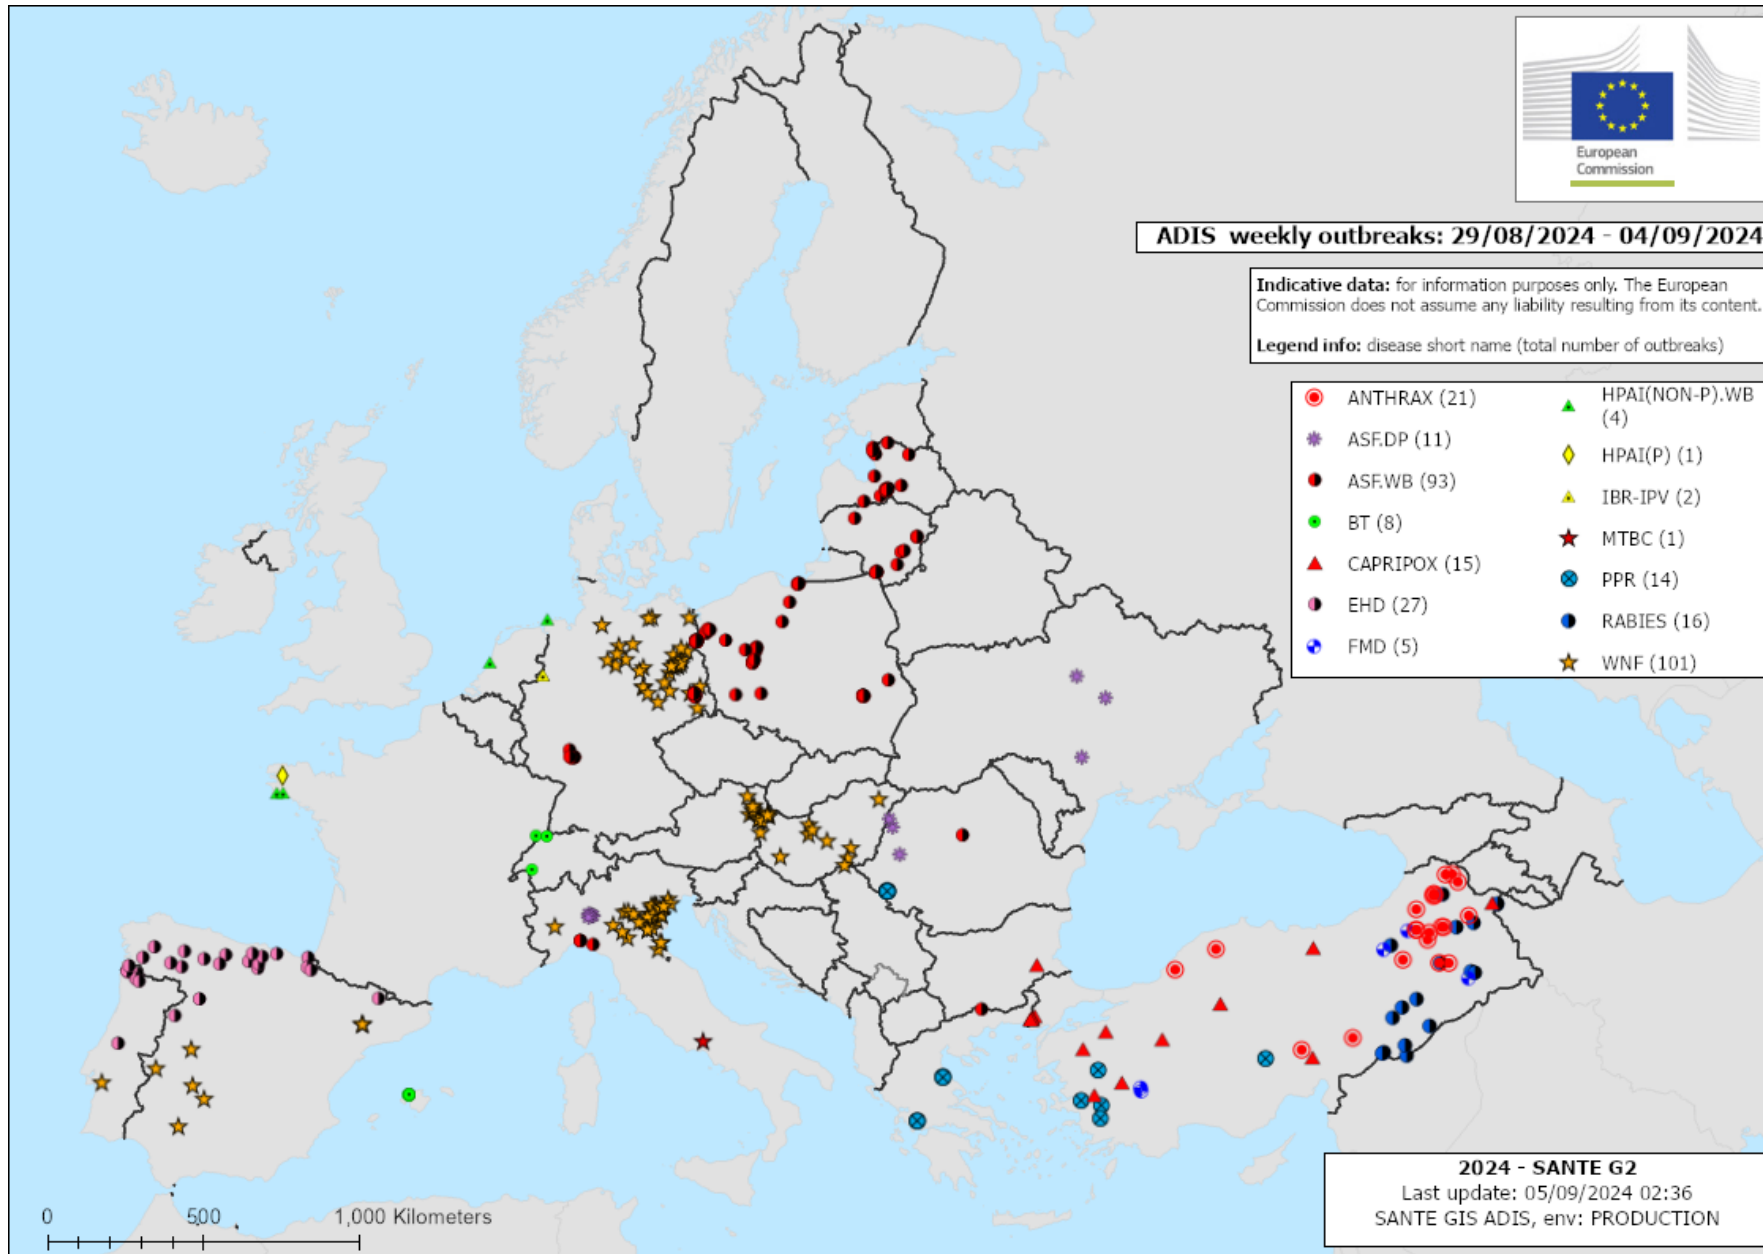 European
Commission
ADIS weekly outbreaks: 29/08/2024 - 04/09/2024
Indicative data: for information purposes only. The European
Commission does not assume any liability resulting from its content.
Legend info: disease short name (total number of outbreaks)
ANTHRAX (21)
ASF.DP (11)
ASF.WB (93)
BT (8)
CAPRIPOX (15)
EHD (27)
FMD (5)
HPAI(NON-P).WB
(4)
HPAI(P) (1)
IBR-IPV (2)
MTBC (1)
PPR (14)
RABIES (16)
WNF (101)
2024 - SANTE G2
Last update: 05/09/2024 02:36
SANTE GIS ADIS, env: PRODUCTION
0 500 1,000 Kilometers